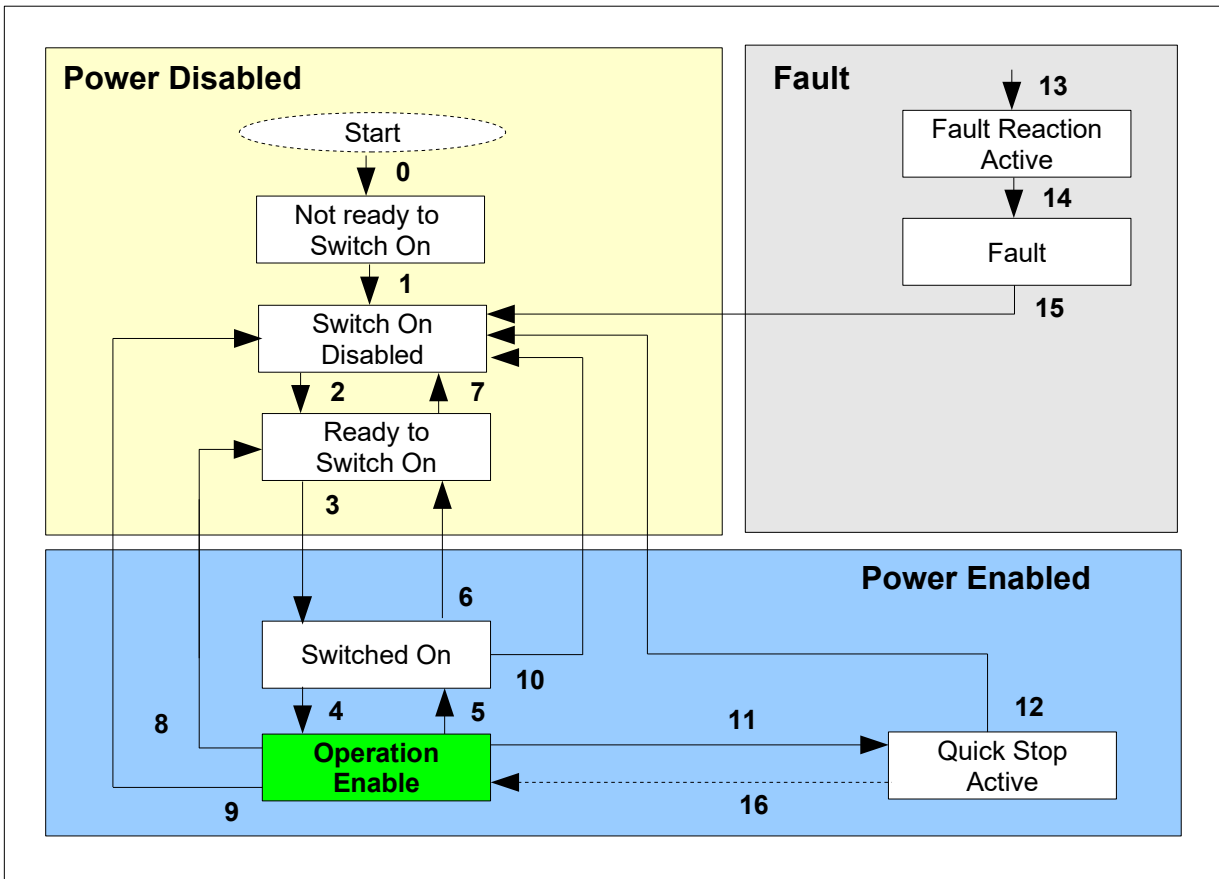 Power Disabled
Start
0
Not ready to
Switch On
1
Switch On
Disabled
2
7
Ready to
Switch On
3
Fault
13
Fault Reaction
Active
14
Fault
15
Power Enabled
6
Switched On
10
4
5
8
Operation
Enable
9
11
12
Quick Stop
Active
16